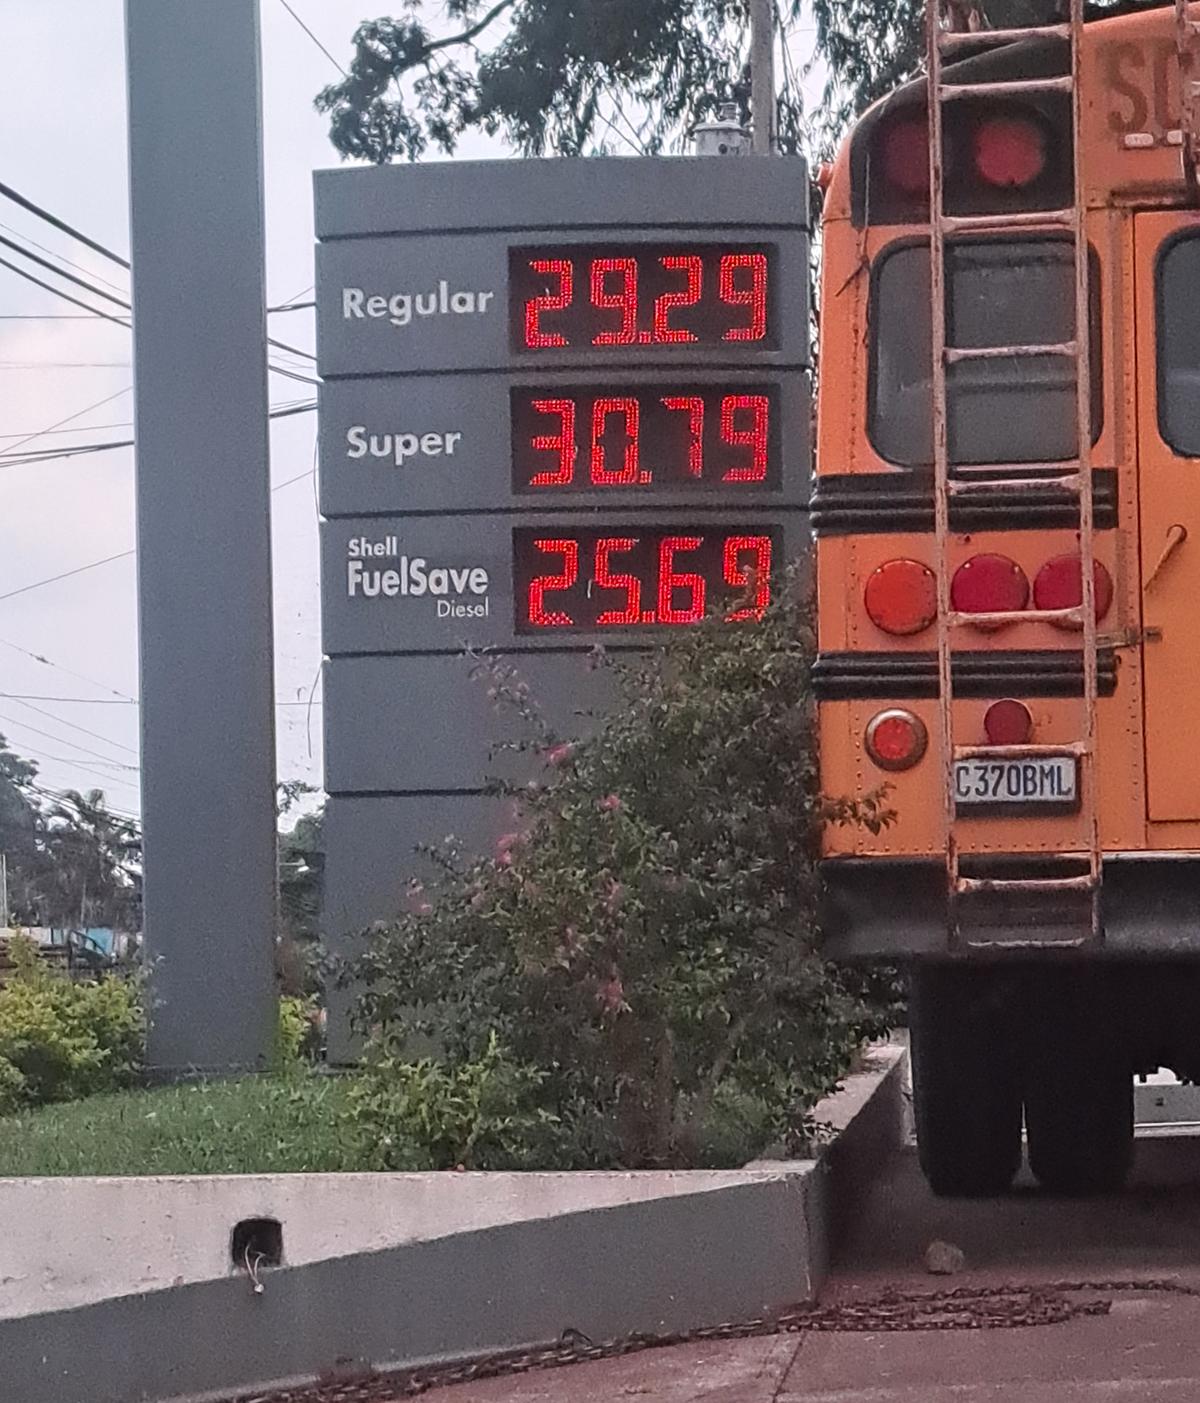 Regular 29.29
Super 30.79
Shell
FuelSave
Diesel
25.69
C370BML